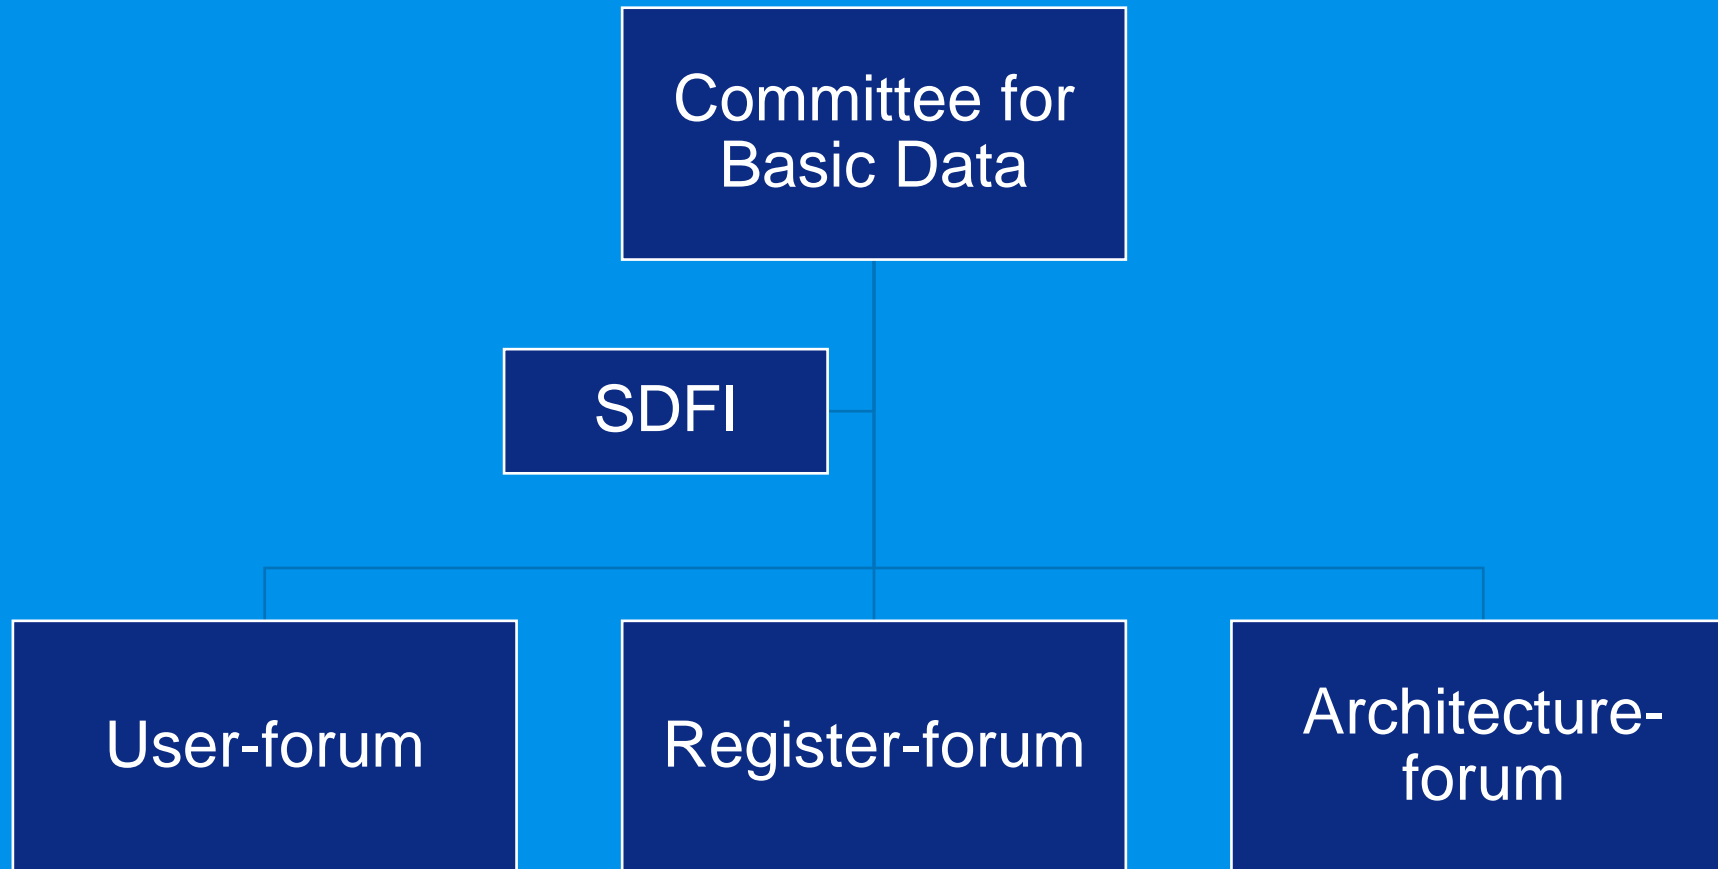 Committee for
Basic Data
SDFI
User-forum
Register-forum
Architecture-
forum